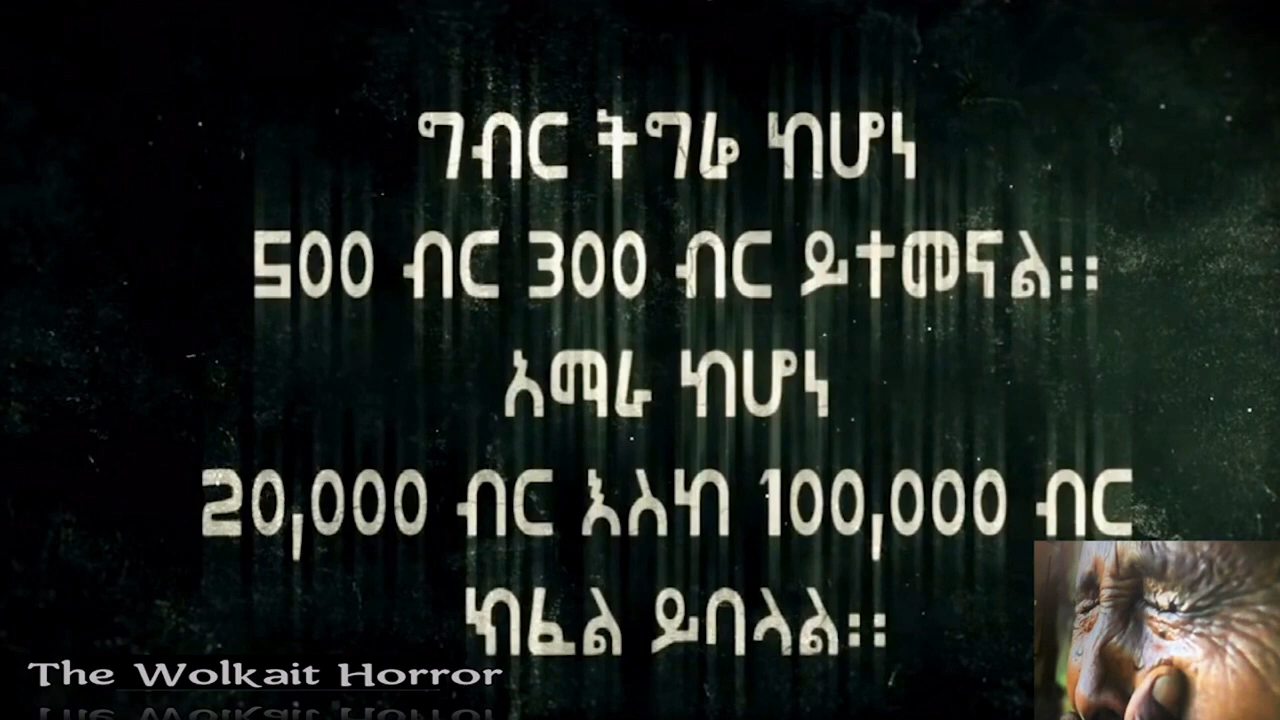 ግብር ትግሬ ከሆነ
500 ብር 300 ብር ይተመናል።
አማራ ከሆነ
20,000 ብር እስከ 100,000 ብር
ክፈል ይባላል።
The Wolkait Horror